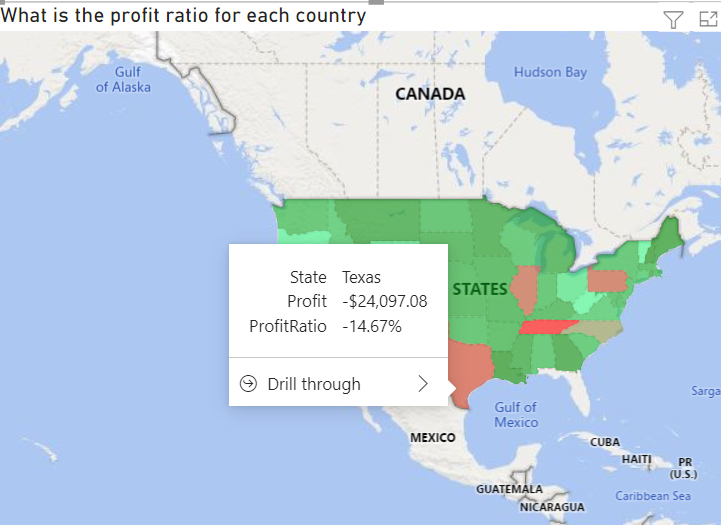 What is the profit ratio for each country
Gulf
of Alaska
Hudson Bay
CANADA
State Texas
Profit -$24,097.08
ProfitRatio -14.67%
Drill through
STATES
Gulf of
Mexico
MEXICO
CUBA
HAITI
PR
(U.S.)
GUATEMALA
NICARAGUA
Caribbean Sea
Sarga